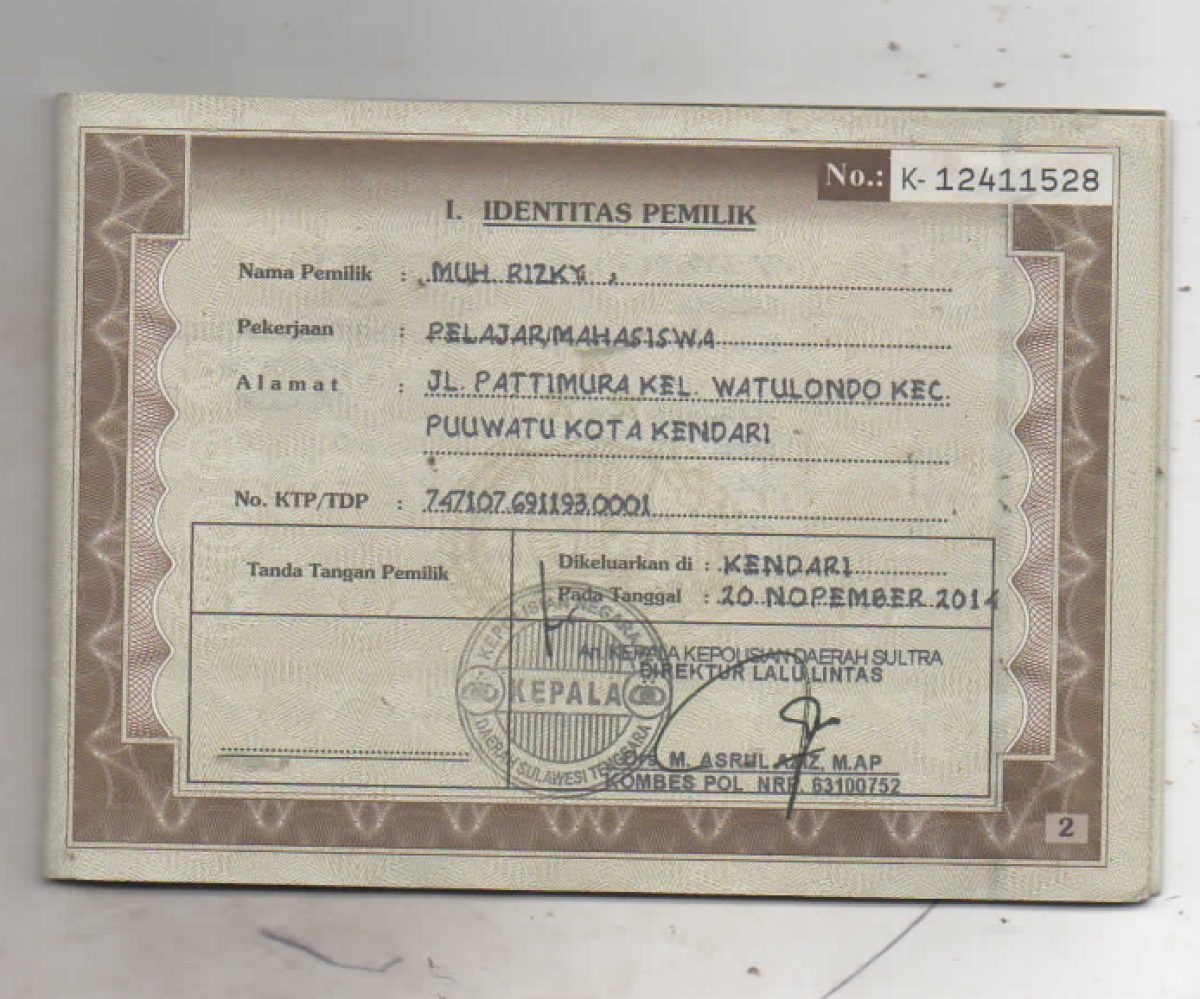 No.: K- 12411528
I. IDENTITAS PEMILIK
Nama Pemilik : MUH. RIZKY
Pekerjaan : PELAJAR/MAHASISWA
Alamat : JL. PATTIMURA KEL. WATULONDO KEC.
PUUWATU KOTA KENDARI
No. KTP/TDP : 747107.691193.0001
Tanda Tangan Pemilik
Dikeluarkan di : KENDARI
Pada Tanggal : 20 NOPEMBER 2014
An. KEPALA KEPOLISIAN DAERAH SULTRA
DIREKTUR LALU LINTAS
KEPOLISIAN NEGARA
KEPALA
DAERAH SULAWESI TENGGARA
Drs. M. ASRUL AZIZ, M.AP
KOMBES POL NRP. 63100752
2